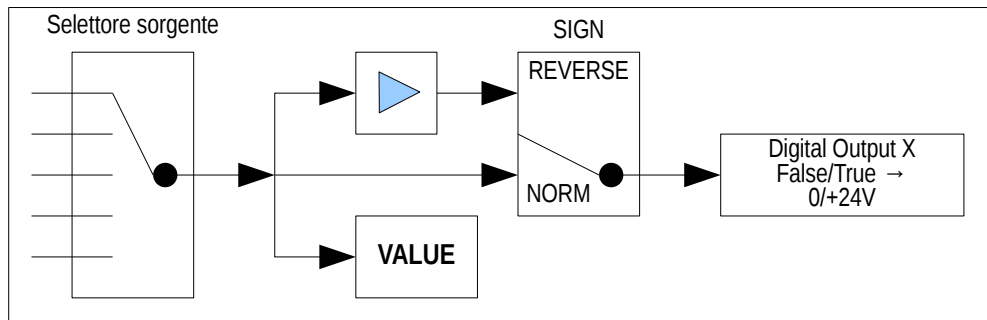 Selettore sorgente
SIGN
REVERSE
NORM
VALUE
Digital Output X
False/True →
0/+24V